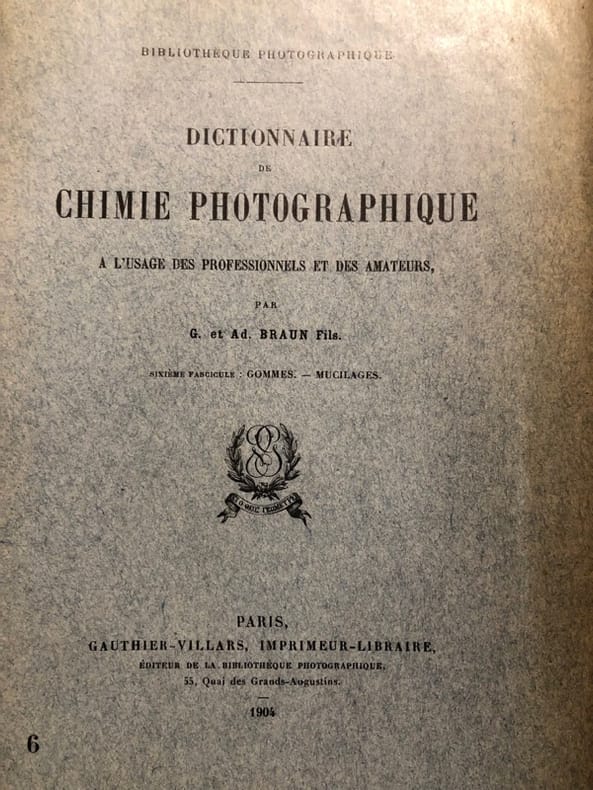 BIBLIOTHÈQUE PHOTOGRAPHIQUE
DICTIONNAIRE
DE
CHIMIE PHOTOGRAPHIQUE
A L'USAGE DES PROFESSIONNELS ET DES AMATEURS,
PAR
G. et Ad. BRAUN Fils.
SIXIÈME FASCICULE : GOMMES. — MUCILAGES.
PARIS,
GAUTHIER-VILLARS, IMPRIMEUR-LIBRAIRE,
ÉDITEUR DE LA BIBLIOTHÈQUE PHOTOGRAPHIQUE,
55, Quai des Grands-Augustins.
1904
6